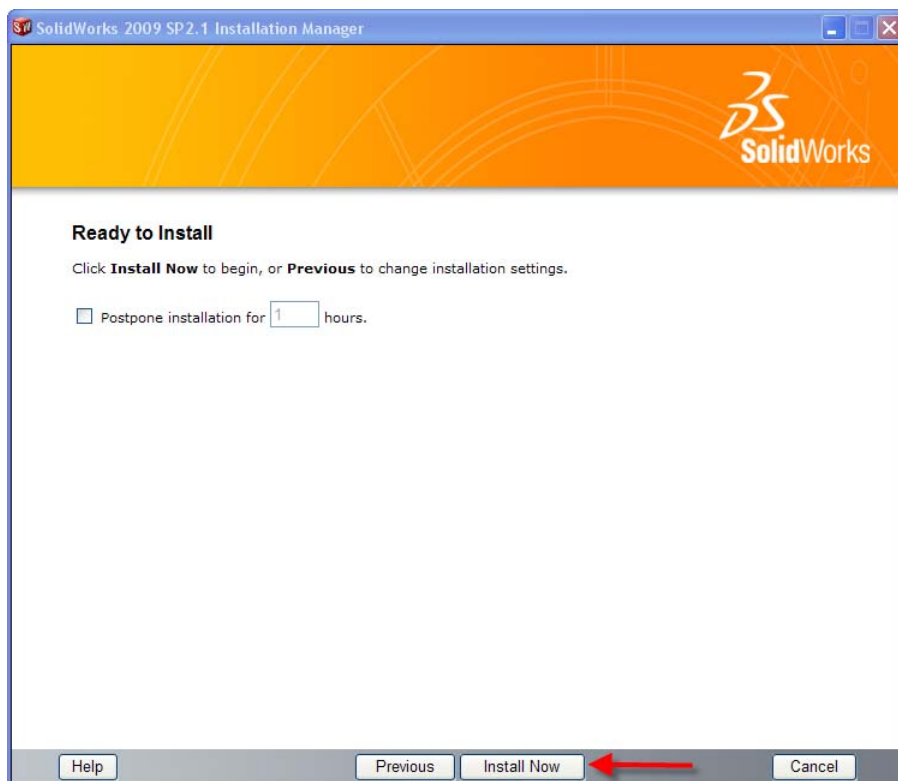 SolidWorks 2009 SP2.1 Installation Manager
SolidWorks
Ready to Install
Click Install Now to begin, or Previous to change installation settings.
Postpone installation for 1 hours.
Help
Previous
Install Now
Cancel